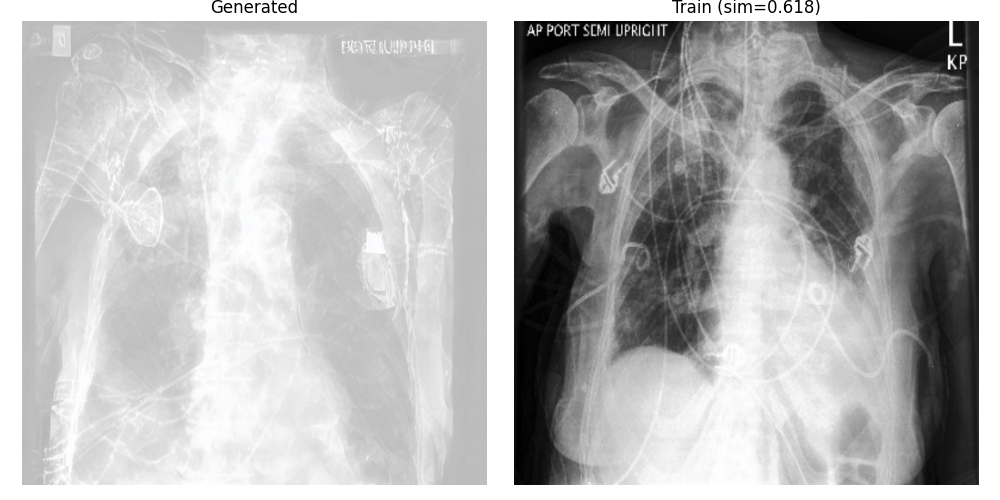 Generated
Train (sim=0.618)
AP PORT SEMI UPRIGHT
L
KP